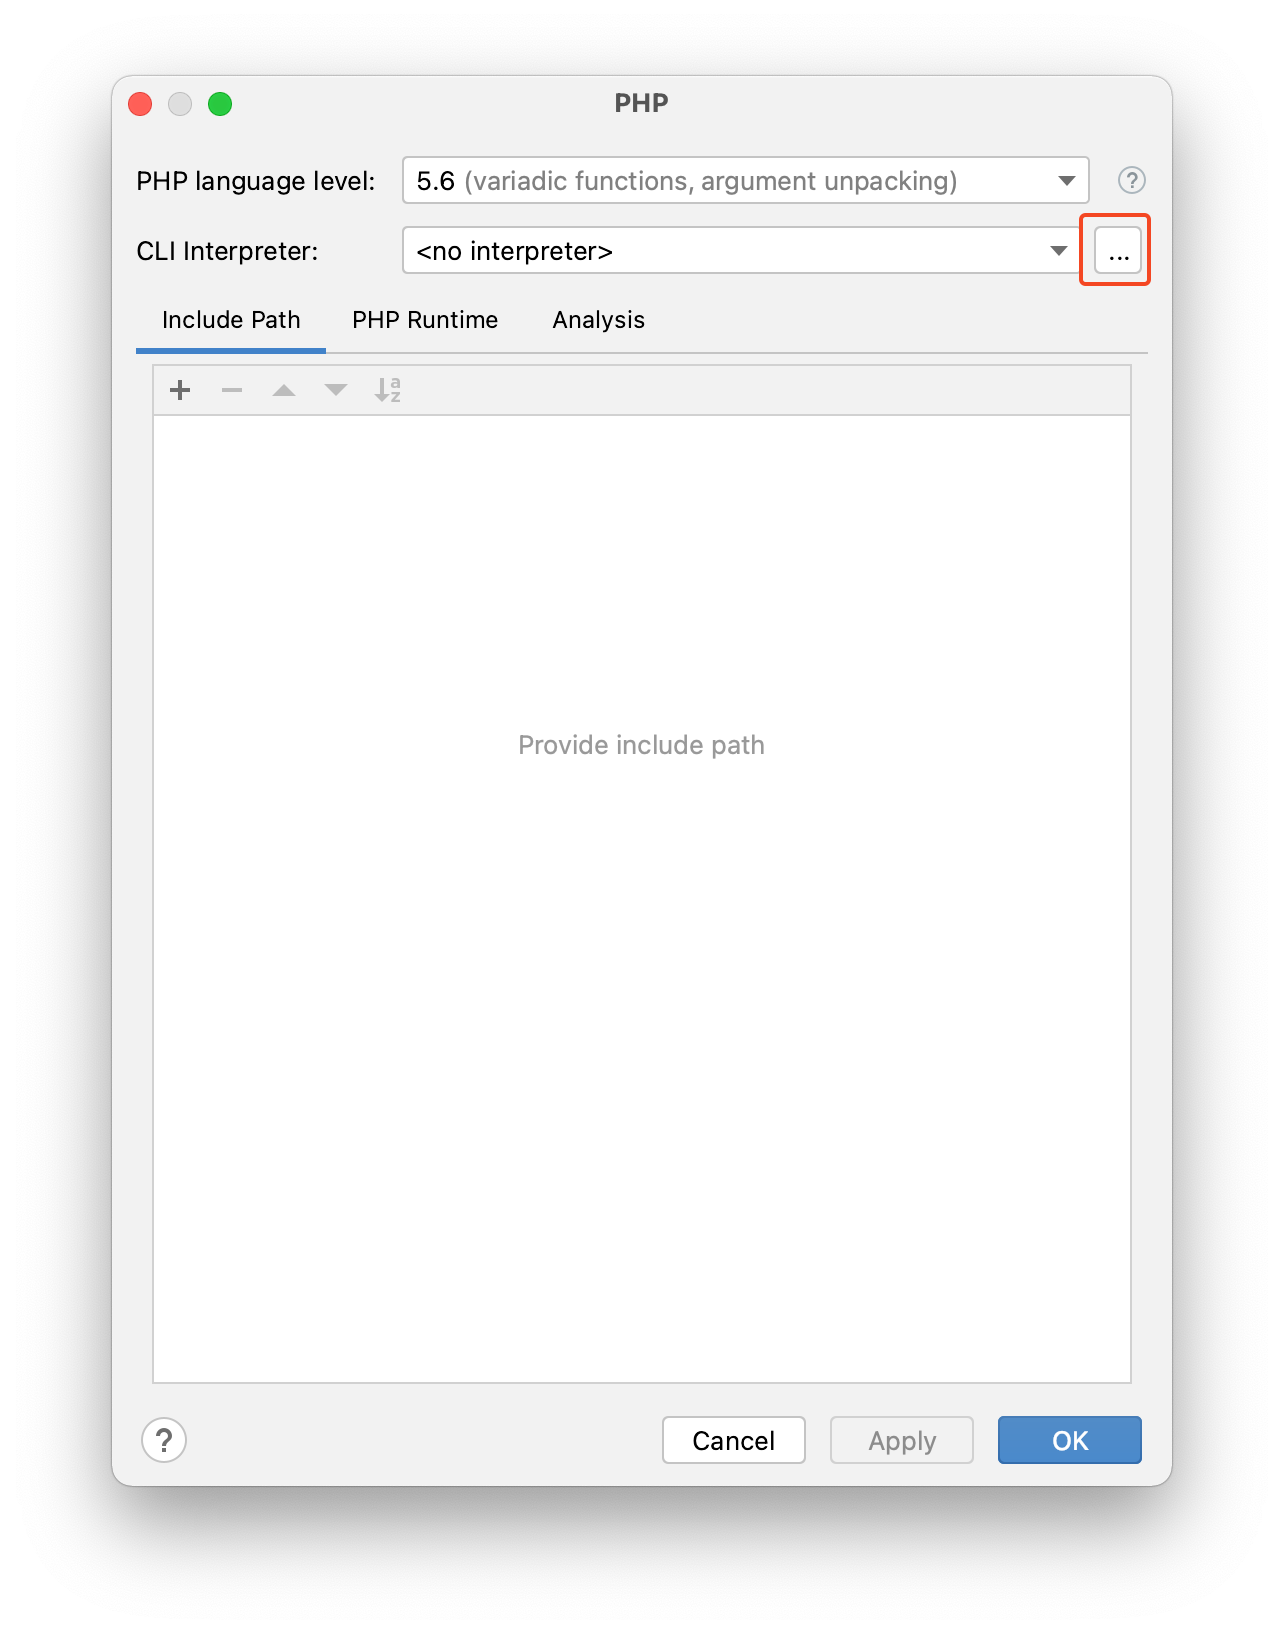 PHP
PHP language level: 5.6 (variadic functions, argument unpacking) ?
CLI Interpreter: <no interpreter> ...
Include Path PHP Runtime Analysis
a
z
Provide include path
? Cancel Apply OK